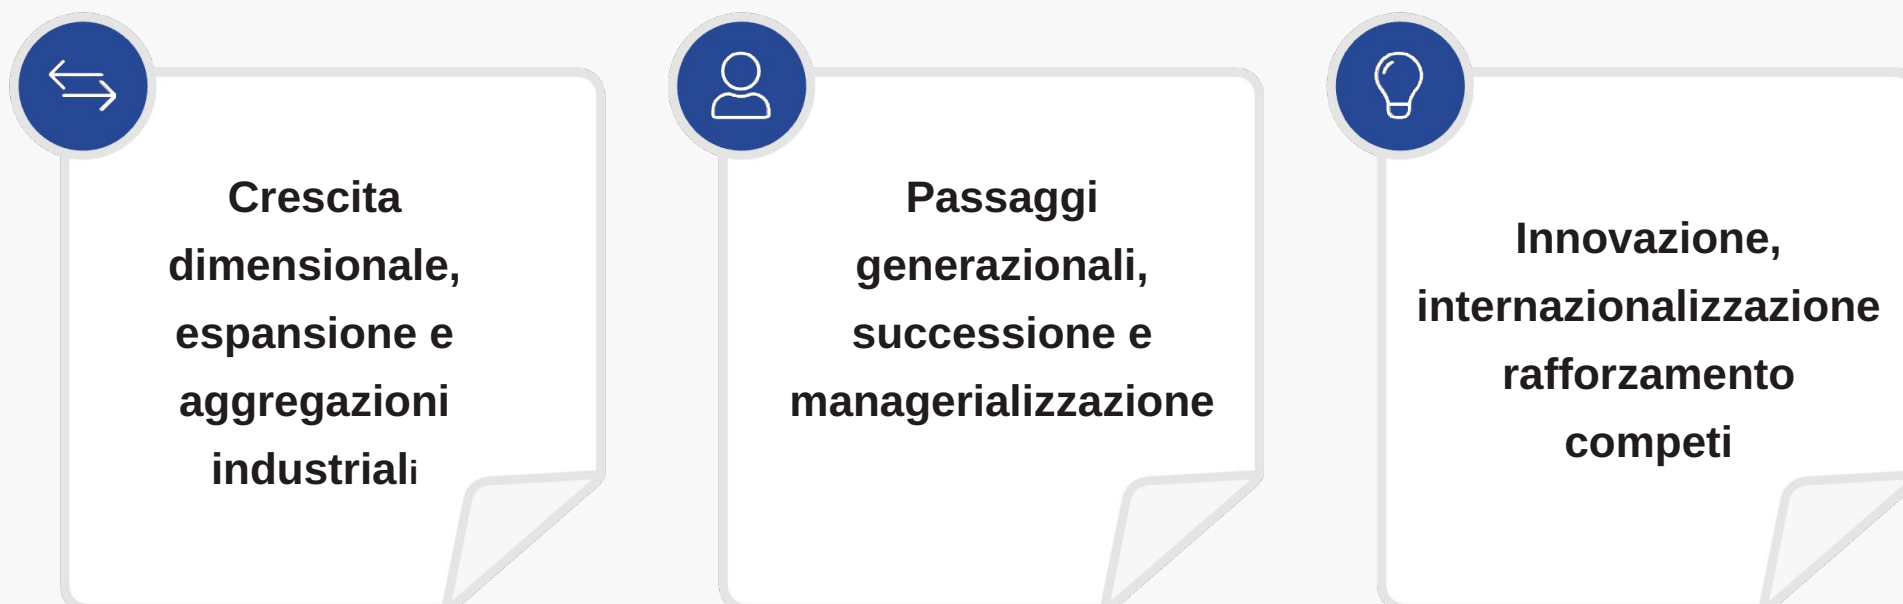 Crescita
dimensionale,
espansione e
aggregazioni
industriali
Passaggi
generazionali,
successione e
managerializzazione
Innovazione,
internazionalizzazione
rafforzamento
competi